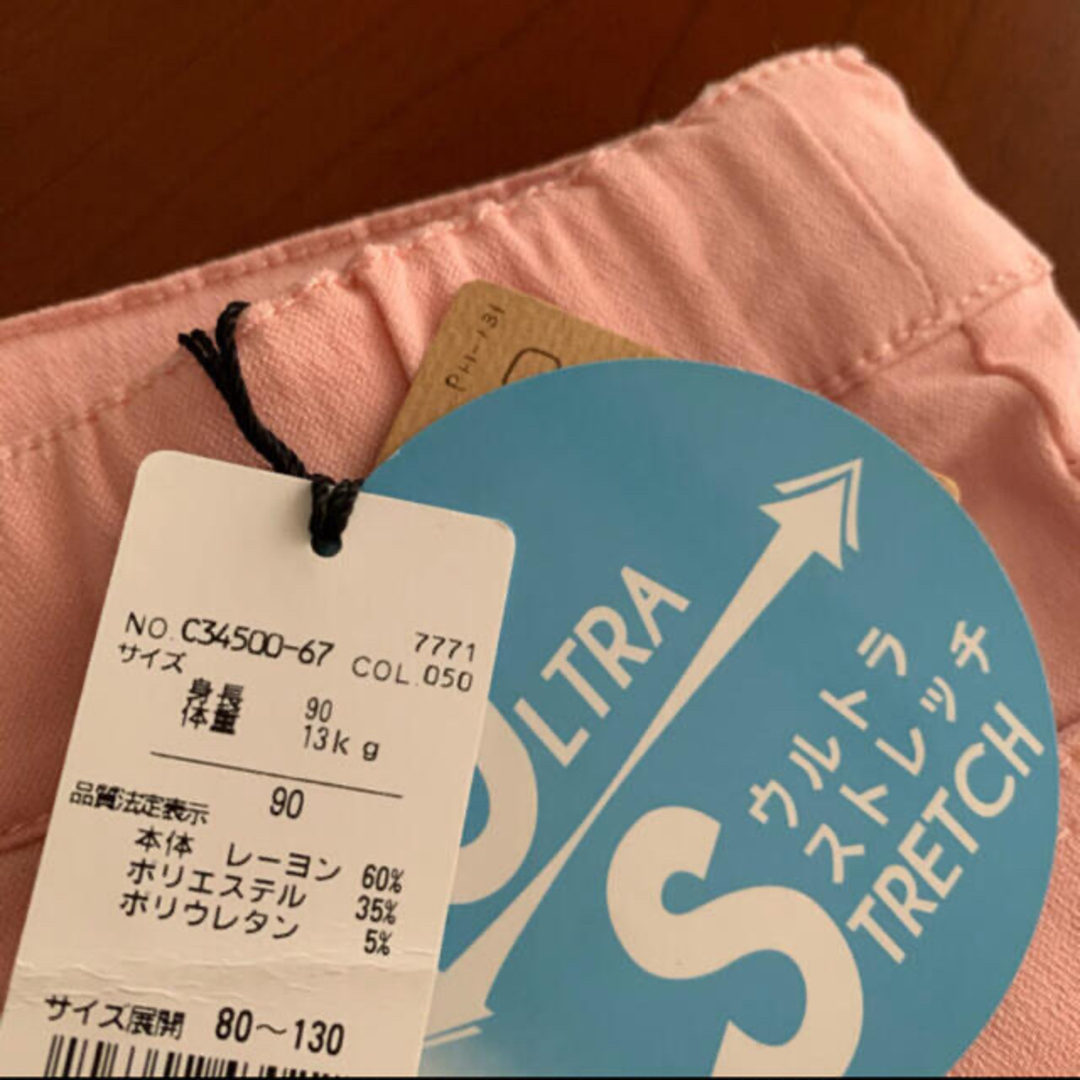 NO. C34500-67 7771
サイズ COL.050
身長 90
体重 13kg
90
品質法定表示
本体 レーヨン 60%
ポリエステル 35%
ポリウレタン 5%
サイズ展開 80～130
ULTRA
ウルトラ
ストレッチ
STRETCH